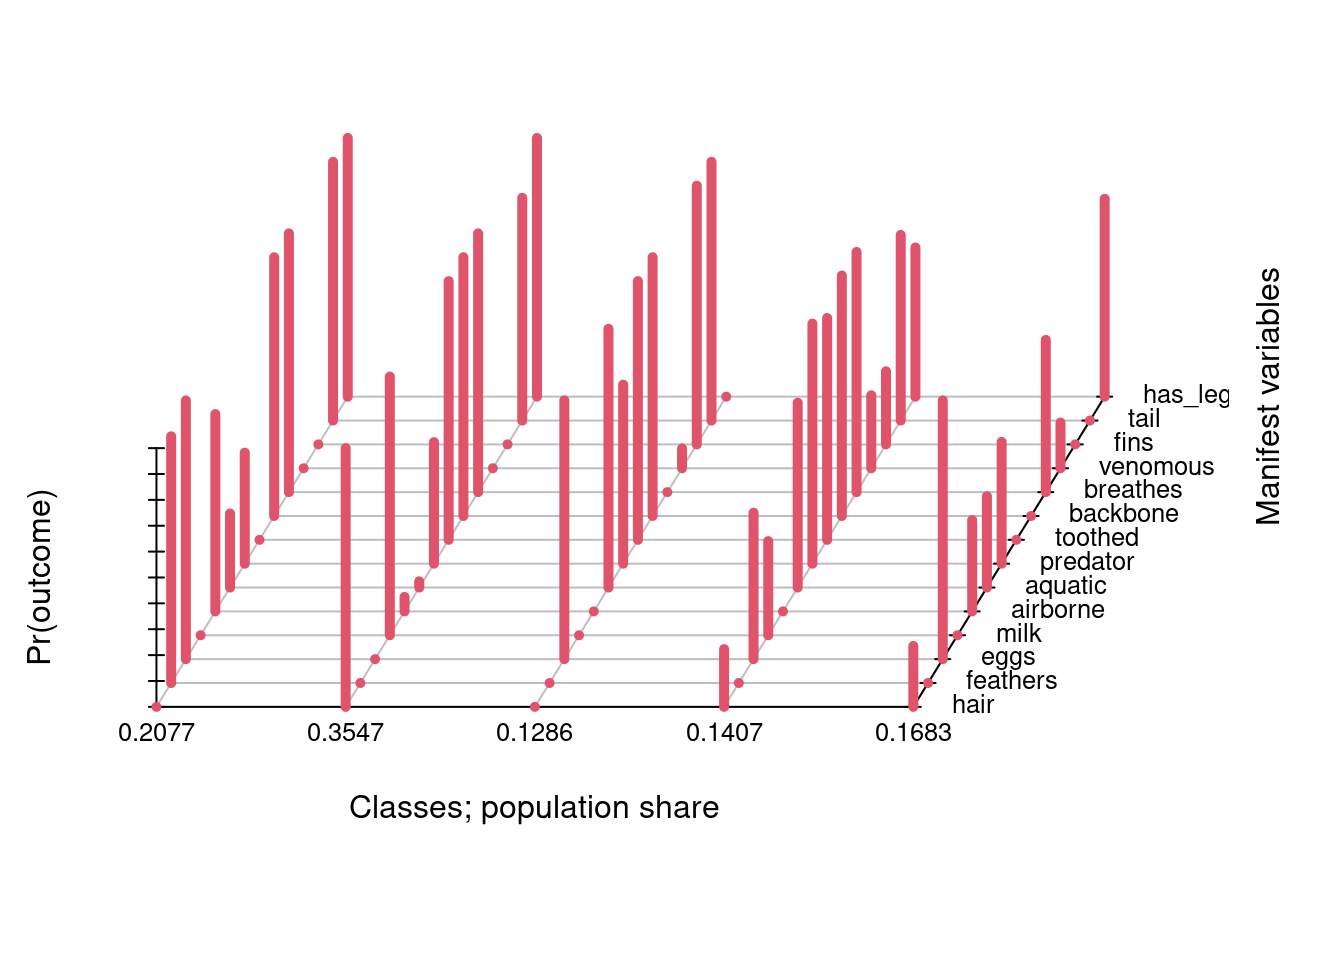 has_leg
tail
fins
venomous
breathes
backbone
toothed
predator
aquatic
airborne
milk
eggs
feathers
hair
Manifest variables
Pr(outcome)
0.2077 0.3547 0.1286 0.1407 0.1683
Classes; population share